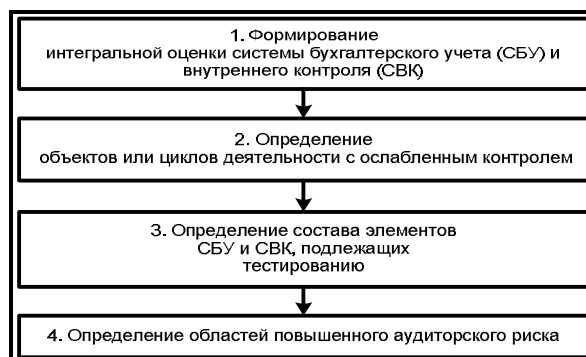 1. Формирование
интегральной оценки системы бухгалтерского учета (СБУ) и
внутреннего контроля (СВК)
2. Определение
объектов или циклов деятельности с ослабленным контролем
3. Определение состава элементов
СБУ и СВК, подлежащих
тестированию
4. Определение областей повышенного аудиторского риска